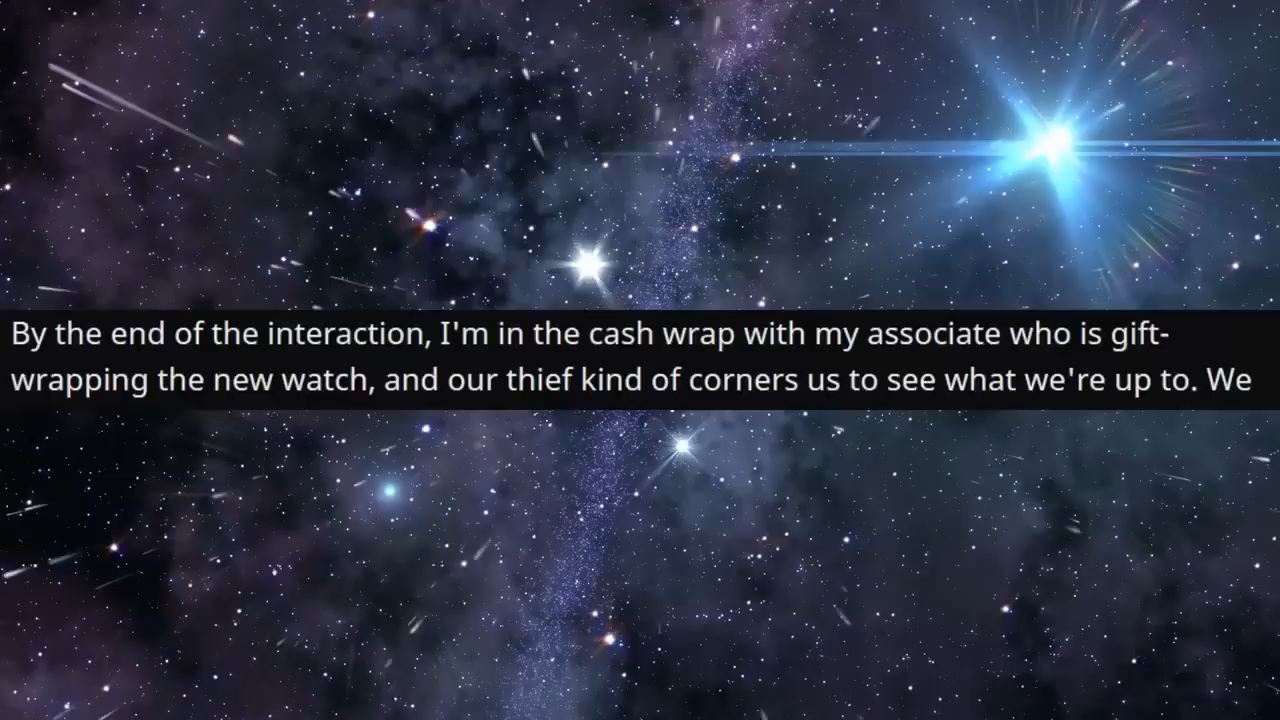 By the end of the interaction, I'm in the cash wrap with my associate who is gift-
wrapping the new watch, and our thief kind of corners us to see what we're up to. We